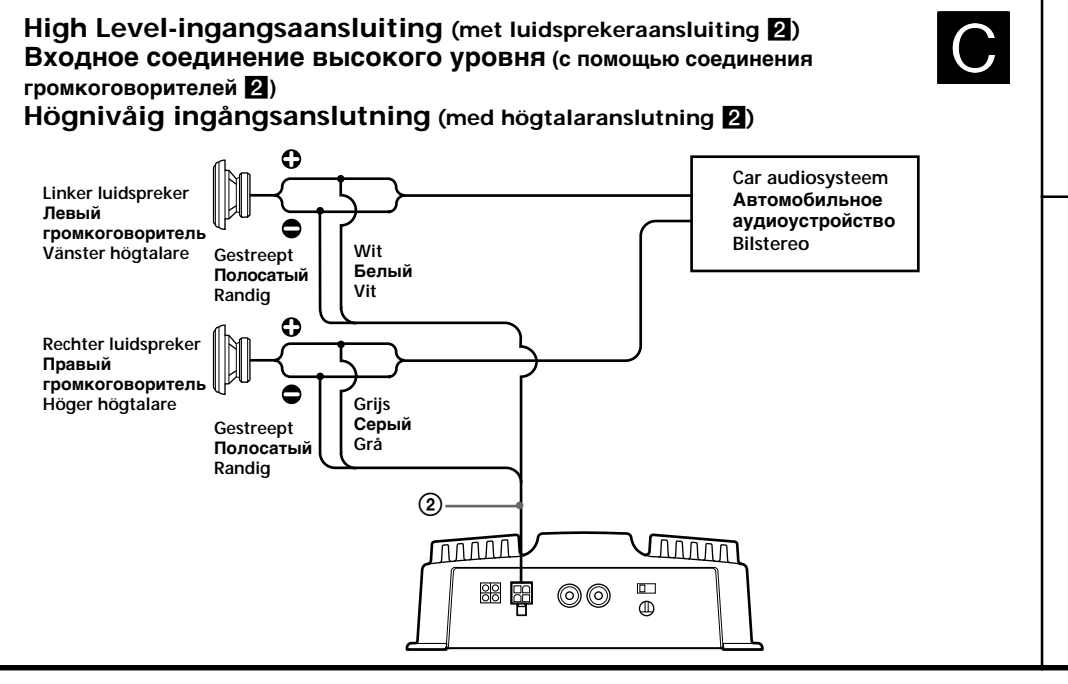 High Level-ingangsaansluiting (met luidsprekeraansluiting 2)
Входное соединение высокого уровня (с помощью соединения
громкоговорителей 2)
Högnivåig ingångsanslutning (med högtalaranslutning 2)
C
Linker luidspreker
Левый
громкоговоритель
Vänster högtalare
Gestreept
Полосатый
Randig
Wit
Белый
Vit
Car audiosysteem
Автомобильное
аудиоустройство
Bilstereo
Rechter luidspreker
Правый
громкоговоритель
Höger högtalare
Gestreept
Полосатый
Randig
Grijs
Серый
Grå
②